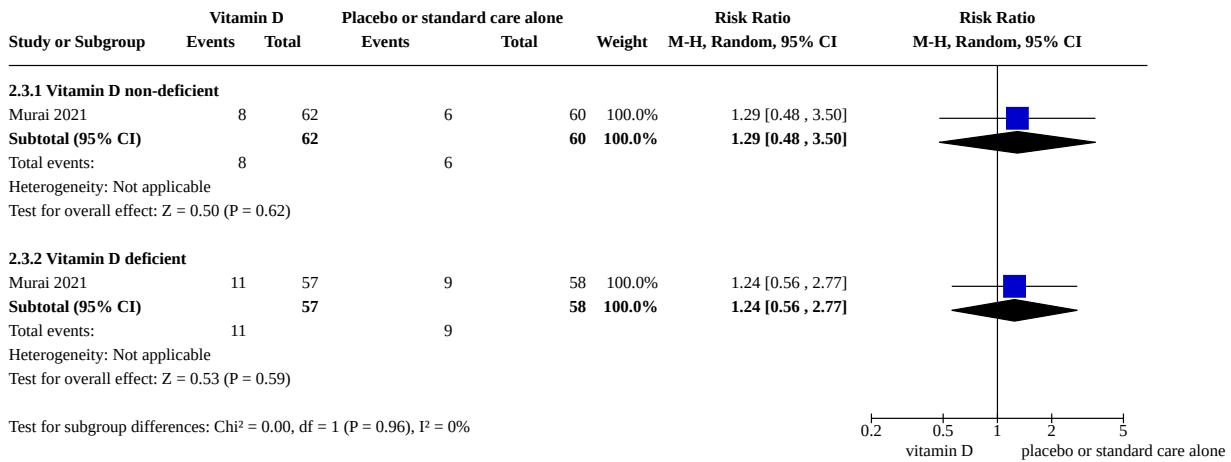 Vitamin D Placebo or standard care alone Risk Ratio Risk Ratio
Study or Subgroup Events Total Events Total Weight M-H, Random, 95% CI M-H, Random, 95% CI
2.3.1 Vitamin D non-deficient
Murai 2021 8 62 6 60 100.0% 1.29 [0.48 , 3.50]
Subtotal (95% CI) 62 60 100.0% 1.29 [0.48 , 3.50]
Total events: 8 6
Heterogeneity: Not applicable
Test for overall effect: Z = 0.50 (P = 0.62)
2.3.2 Vitamin D deficient
Murai 2021 11 57 9 58 100.0% 1.24 [0.56 , 2.77]
Subtotal (95% CI) 57 58 100.0% 1.24 [0.56 , 2.77]
Total events: 11 9
Heterogeneity: Not applicable
Test for overall effect: Z = 0.53 (P = 0.59)
Test for subgroup differences: Chi² = 0.00, df = 1 (P = 0.96), I² = 0%
0.2 0.5 1 2 5
vitamin D placebo or standard care alone